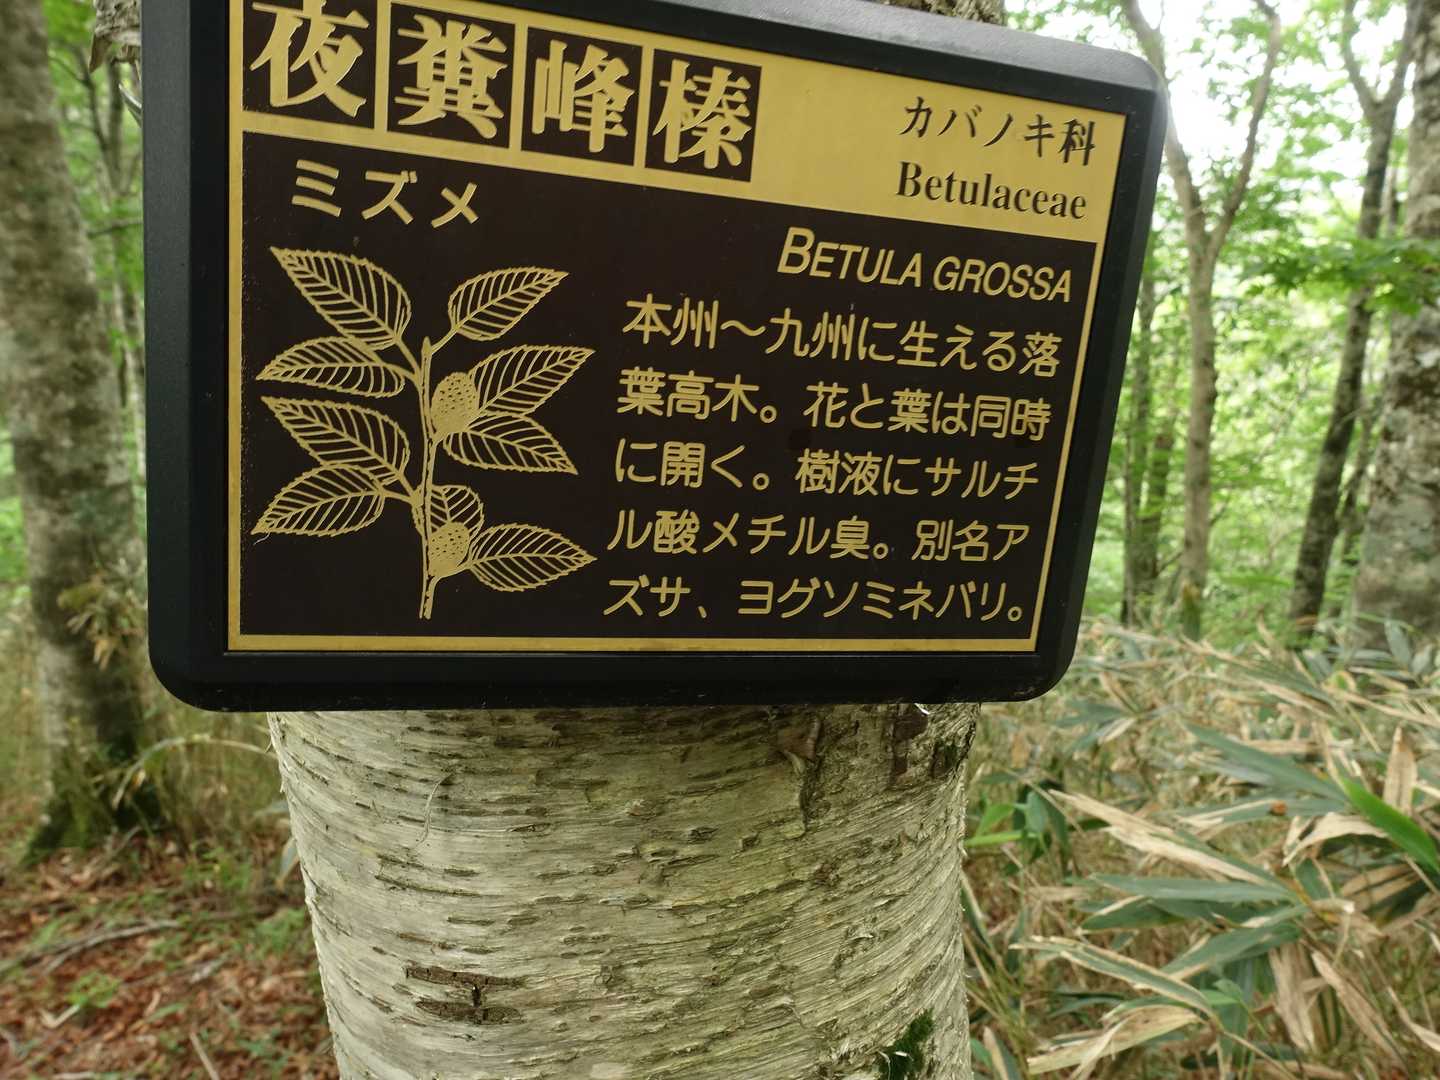 夜糞峰榛
カバノキ科
Betulaceae
ミズメ
BETULA GROSSA
本州～九州に生える落
葉高木。花と葉は同時
に開く。樹液にサルチ
ル酸メチル臭。別名ア
ズサ、ヨグソミネバリ。